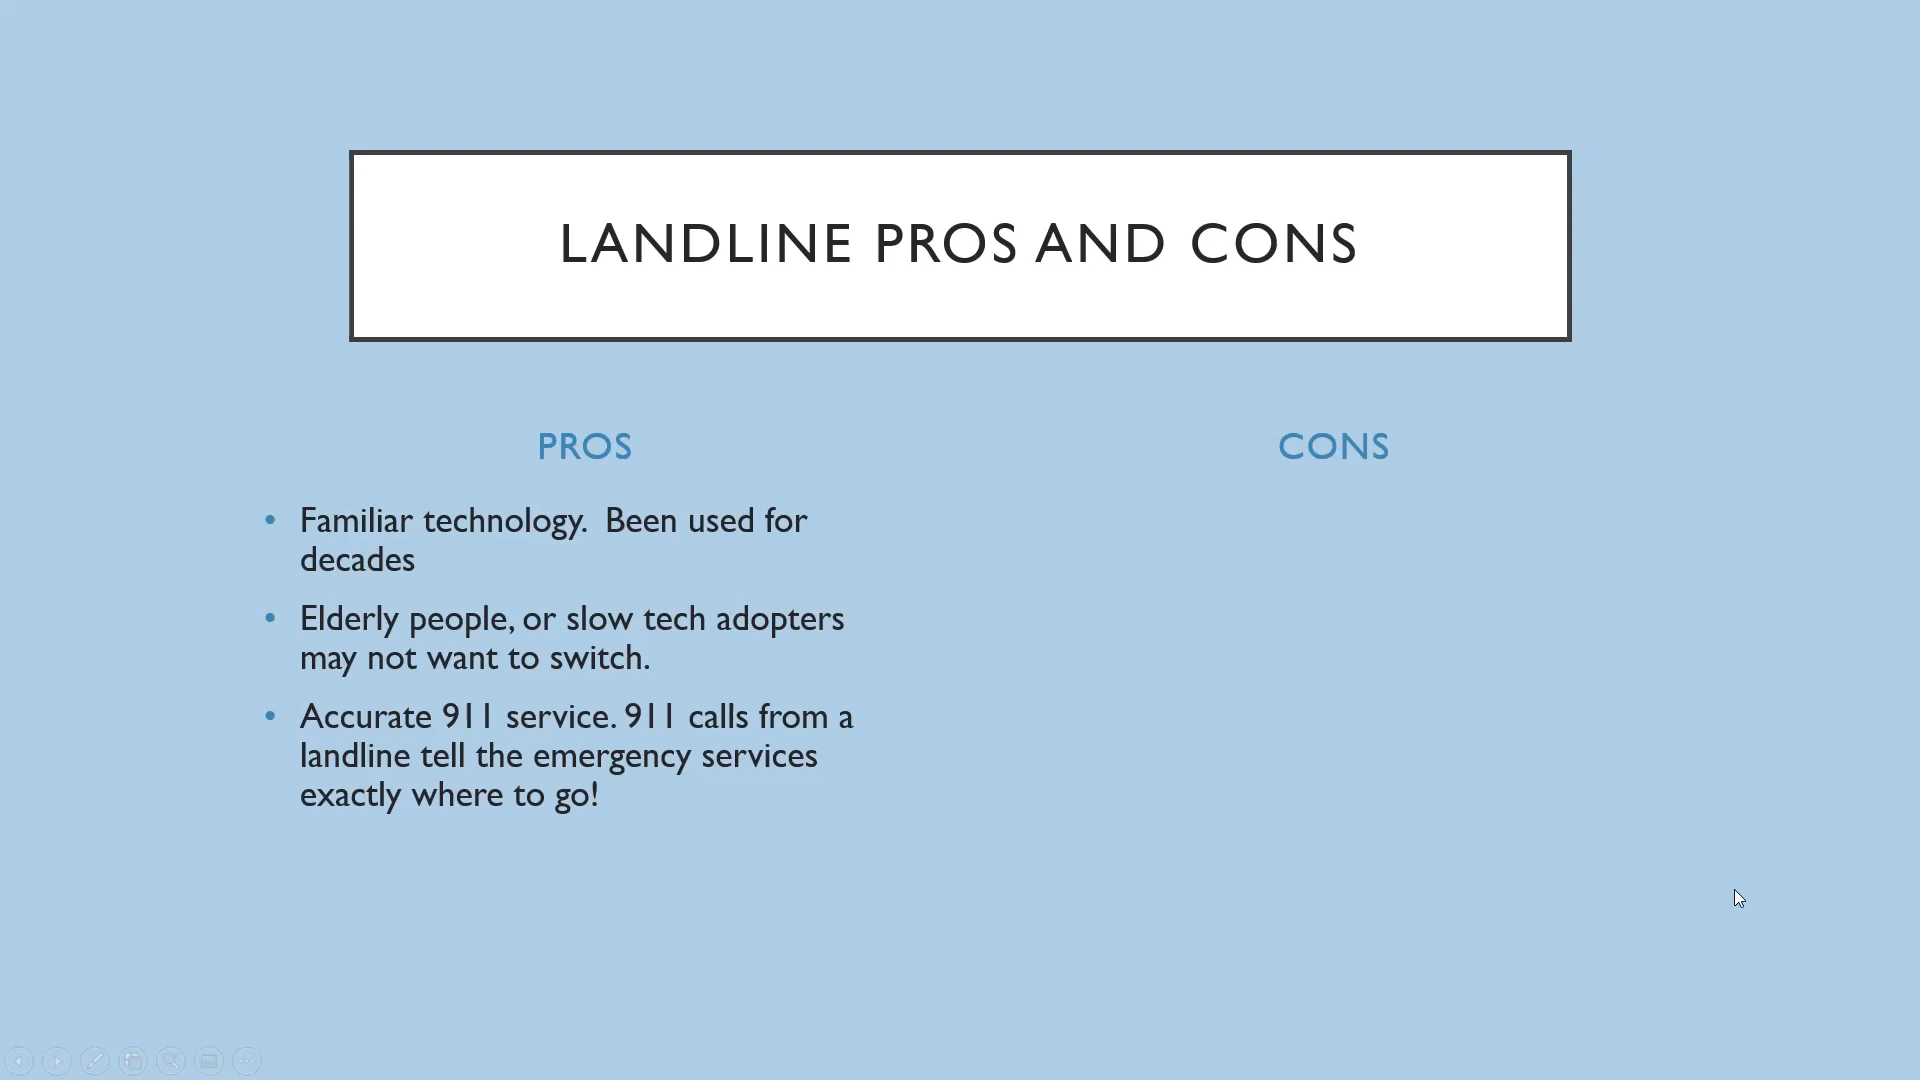 LANDLINE PROS AND CONS
PROS
• Familiar technology.  Been used for
decades
• Elderly people, or slow tech adopters
may not want to switch.
• Accurate 911 service. 911 calls from a
landline tell the emergency services
exactly where to go!
CONS